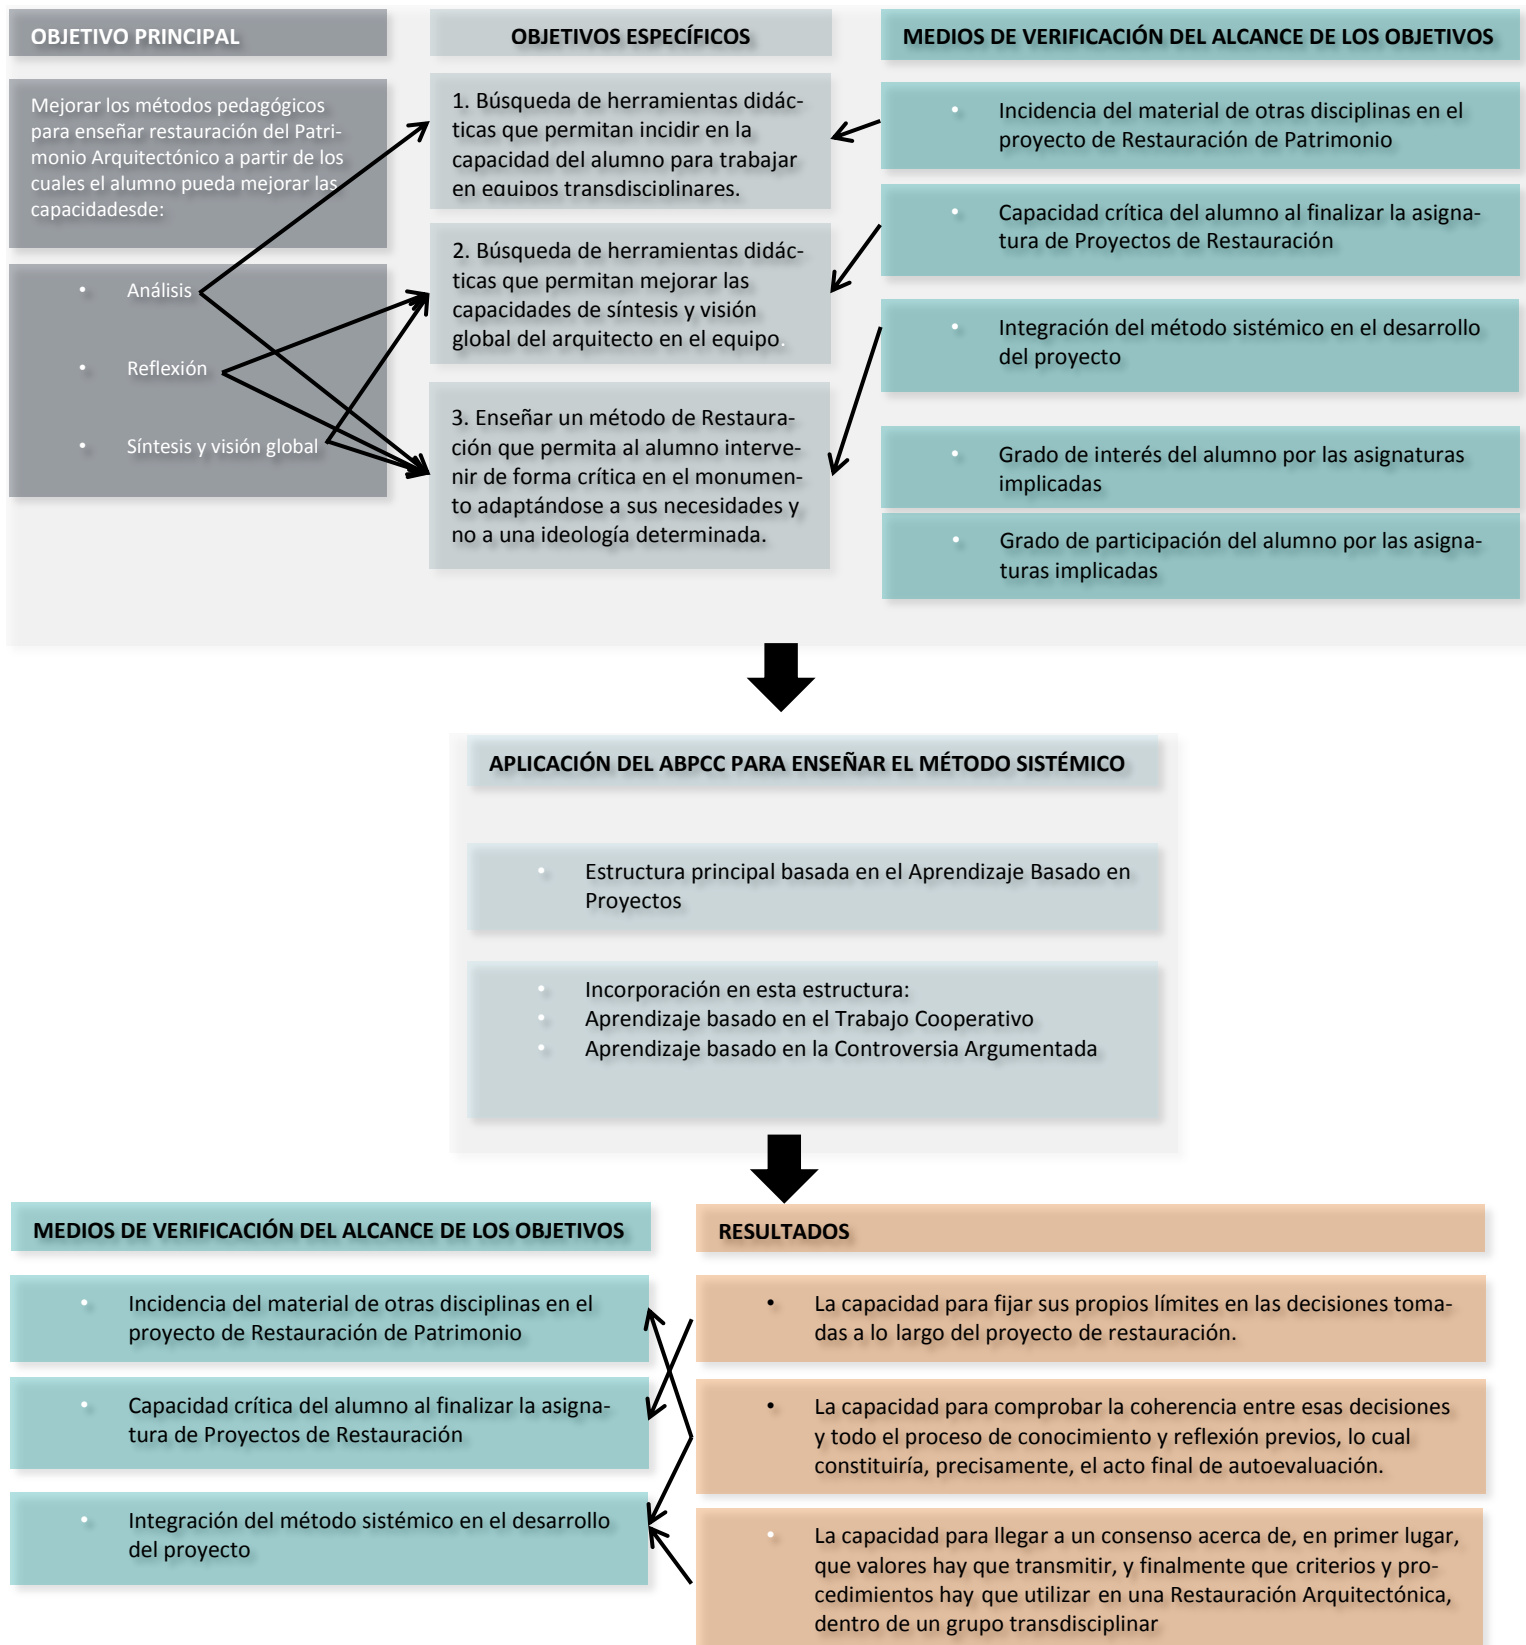 OBJETIVO PRINCIPAL
Mejorar los métodos pedagógicos
para enseñar restauración del Patri-
monio Arquitectónico a partir de los
cuales el alumno pueda mejorar las
capacidadesde:
• Análisis
• Reflexión
• Síntesis y visión global
OBJETIVOS ESPECÍFICOS
1. Búsqueda de herramientas didác-
ticas que permitan incidir en la
capacidad del alumno para trabajar
en equipos transdisciplinares.
2. Búsqueda de herramientas didác-
ticas que permitan mejorar las
capacidades de síntesis y visión
global del arquitecto en el equipo.
3. Enseñar un método de Restaura-
ción que permita al alumno interve-
nir de forma crítica en el monumen-
to adaptándose a sus necesidades y
no a una ideología determinada.
MEDIOS DE VERIFICACIÓN DEL ALCANCE DE LOS OBJETIVOS
• Incidencia del material de otras disciplinas en el
proyecto de Restauración de Patrimonio
• Capacidad crítica del alumno al finalizar la asigna-
tura de Proyectos de Restauración
• Integración del método sistémico en el desarrollo
del proyecto
• Grado de interés del alumno por las asignaturas
implicadas
• Grado de participación del alumno por las asigna-
turas implicadas
APLICACIÓN DEL ABPCC PARA ENSEÑAR EL MÉTODO SISTÉMICO
• Estructura principal basada en el Aprendizaje Basado en
Proyectos
• Incorporación en esta estructura:
• Aprendizaje basado en el Trabajo Cooperativo
• Aprendizaje basado en la Controversia Argumentada
MEDIOS DE VERIFICACIÓN DEL ALCANCE DE LOS OBJETIVOS
• Incidencia del material de otras disciplinas en el
proyecto de Restauración de Patrimonio
• Capacidad crítica del alumno al finalizar la asigna-
tura de Proyectos de Restauración
• Integración del método sistémico en el desarrollo
del proyecto
RESULTADOS
• La capacidad para fijar sus propios límites en las decisiones toma-
das a lo largo del proyecto de restauración.
• La capacidad para comprobar la coherencia entre esas decisiones
y todo el proceso de conocimiento y reflexión previos, lo cual
constituiría, precisamente, el acto final de autoevaluación.
• La capacidad para llegar a un consenso acerca de, en primer lugar,
que valores hay que transmitir, y finalmente que criterios y pro-
cedimientos hay que utilizar en una Restauración Arquitectónica,
dentro de un grupo transdisciplinar